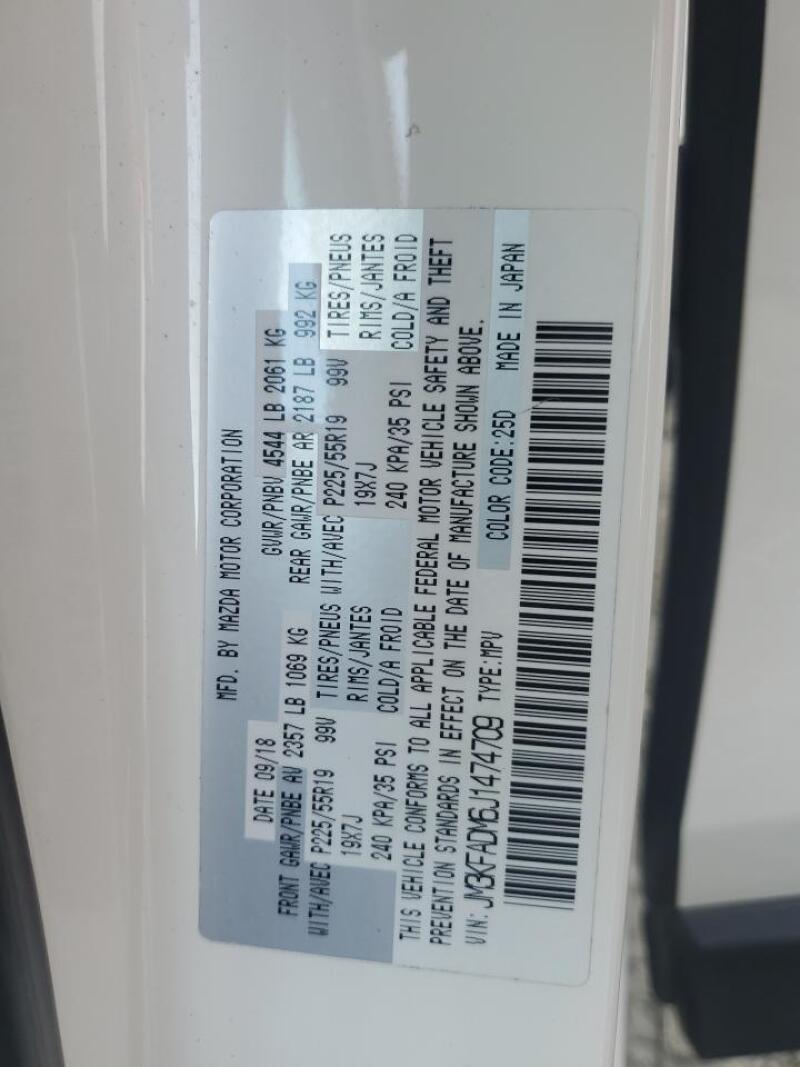 MFD. BY MAZDA MOTOR CORPORATION
DATE 09/18 GVWR/PNBV 4544 LB 2061 KG
FRONT GAWR/PNBE AV 2357 LB 1069 KG REAR GAWR/PNBE AR 2187 LB 992 KG
WITH/AVEC P225/55R19 99V TIRES/PNEUS WITH/AVEC P225/55R19 99V TIRES/PNEUS
19X7J RIMS/JANTES 19X7J RIMS/JANTES
240 KPA/35 PSI COLD/A FROID 240 KPA/35 PSI COLD/A FROID
THIS VEHICLE CONFORMS TO ALL APPLICABLE FEDERAL MOTOR VEHICLE SAFETY AND THEFT
PREVENTION STANDARDS IN EFFECT ON THE DATE OF MANUFACTURE SHOWN ABOVE.
VIN: JM3KFADM6J1474709 TYPE:MPV COLOR CODE:25D MADE IN JAPAN